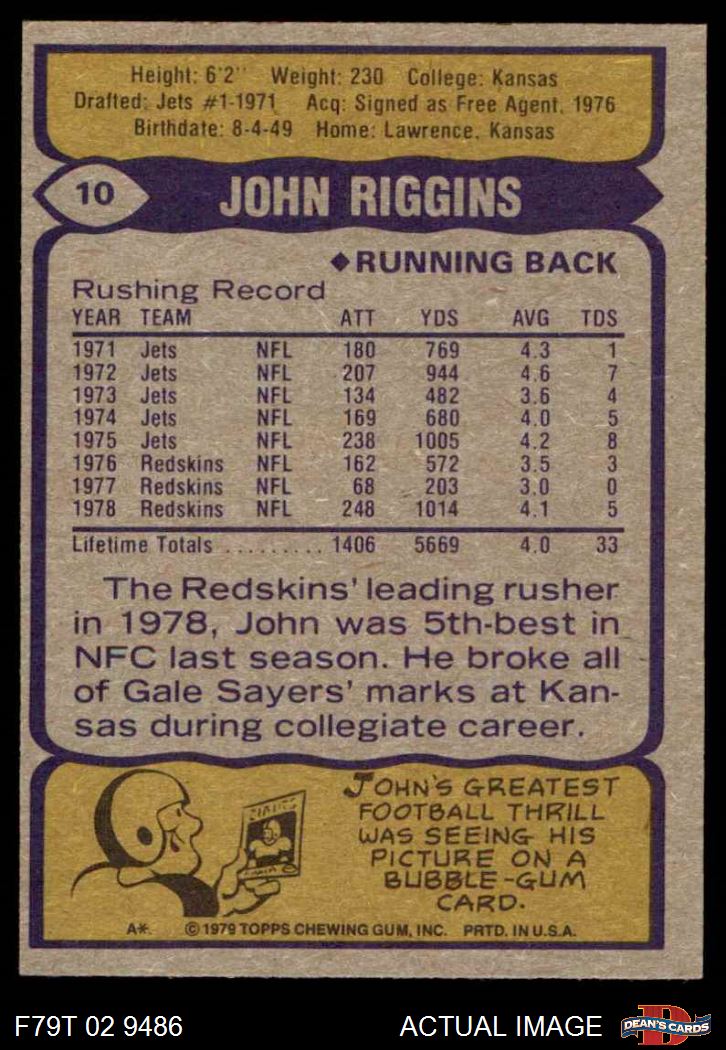 Height: 6'2" Weight: 230 College: Kansas
Drafted: Jets #1-1971 Acq: Signed as Free Agent, 1976
Birthdate: 8-4-49 Home: Lawrence, Kansas
10 JOHN RIGGINS
◆RUNNING BACK
Rushing Record
YEAR TEAM ATT YDS AVG TDS
1971 Jets NFL 180 769 4.3 1
1972 Jets NFL 207 944 4.6 7
1973 Jets NFL 134 482 3.6 4
1974 Jets NFL 169 680 4.0 5
1975 Jets NFL 238 1005 4.2 8
1976 Redskins NFL 162 572 3.5 3
1977 Redskins NFL 68 203 3.0 0
1978 Redskins NFL 248 1014 4.1 5
Lifetime Totals ......... 1406 5669 4.0 33
The Redskins' leading rusher
in 1978, John was 5th-best in
NFC last season. He broke all
of Gale Sayers' marks at Kan-
sas during collegiate career.
JOHN'S GREATEST
FOOTBALL THRILL
WAS SEEING HIS
PICTURE ON A
BUBBLE-GUM
CARD.
A*. © 1979 TOPPS CHEWING GUM, INC. PRTD. IN U.S.A.
F79T 02 9486 ACTUAL IMAGE D DEAN'S CARDS